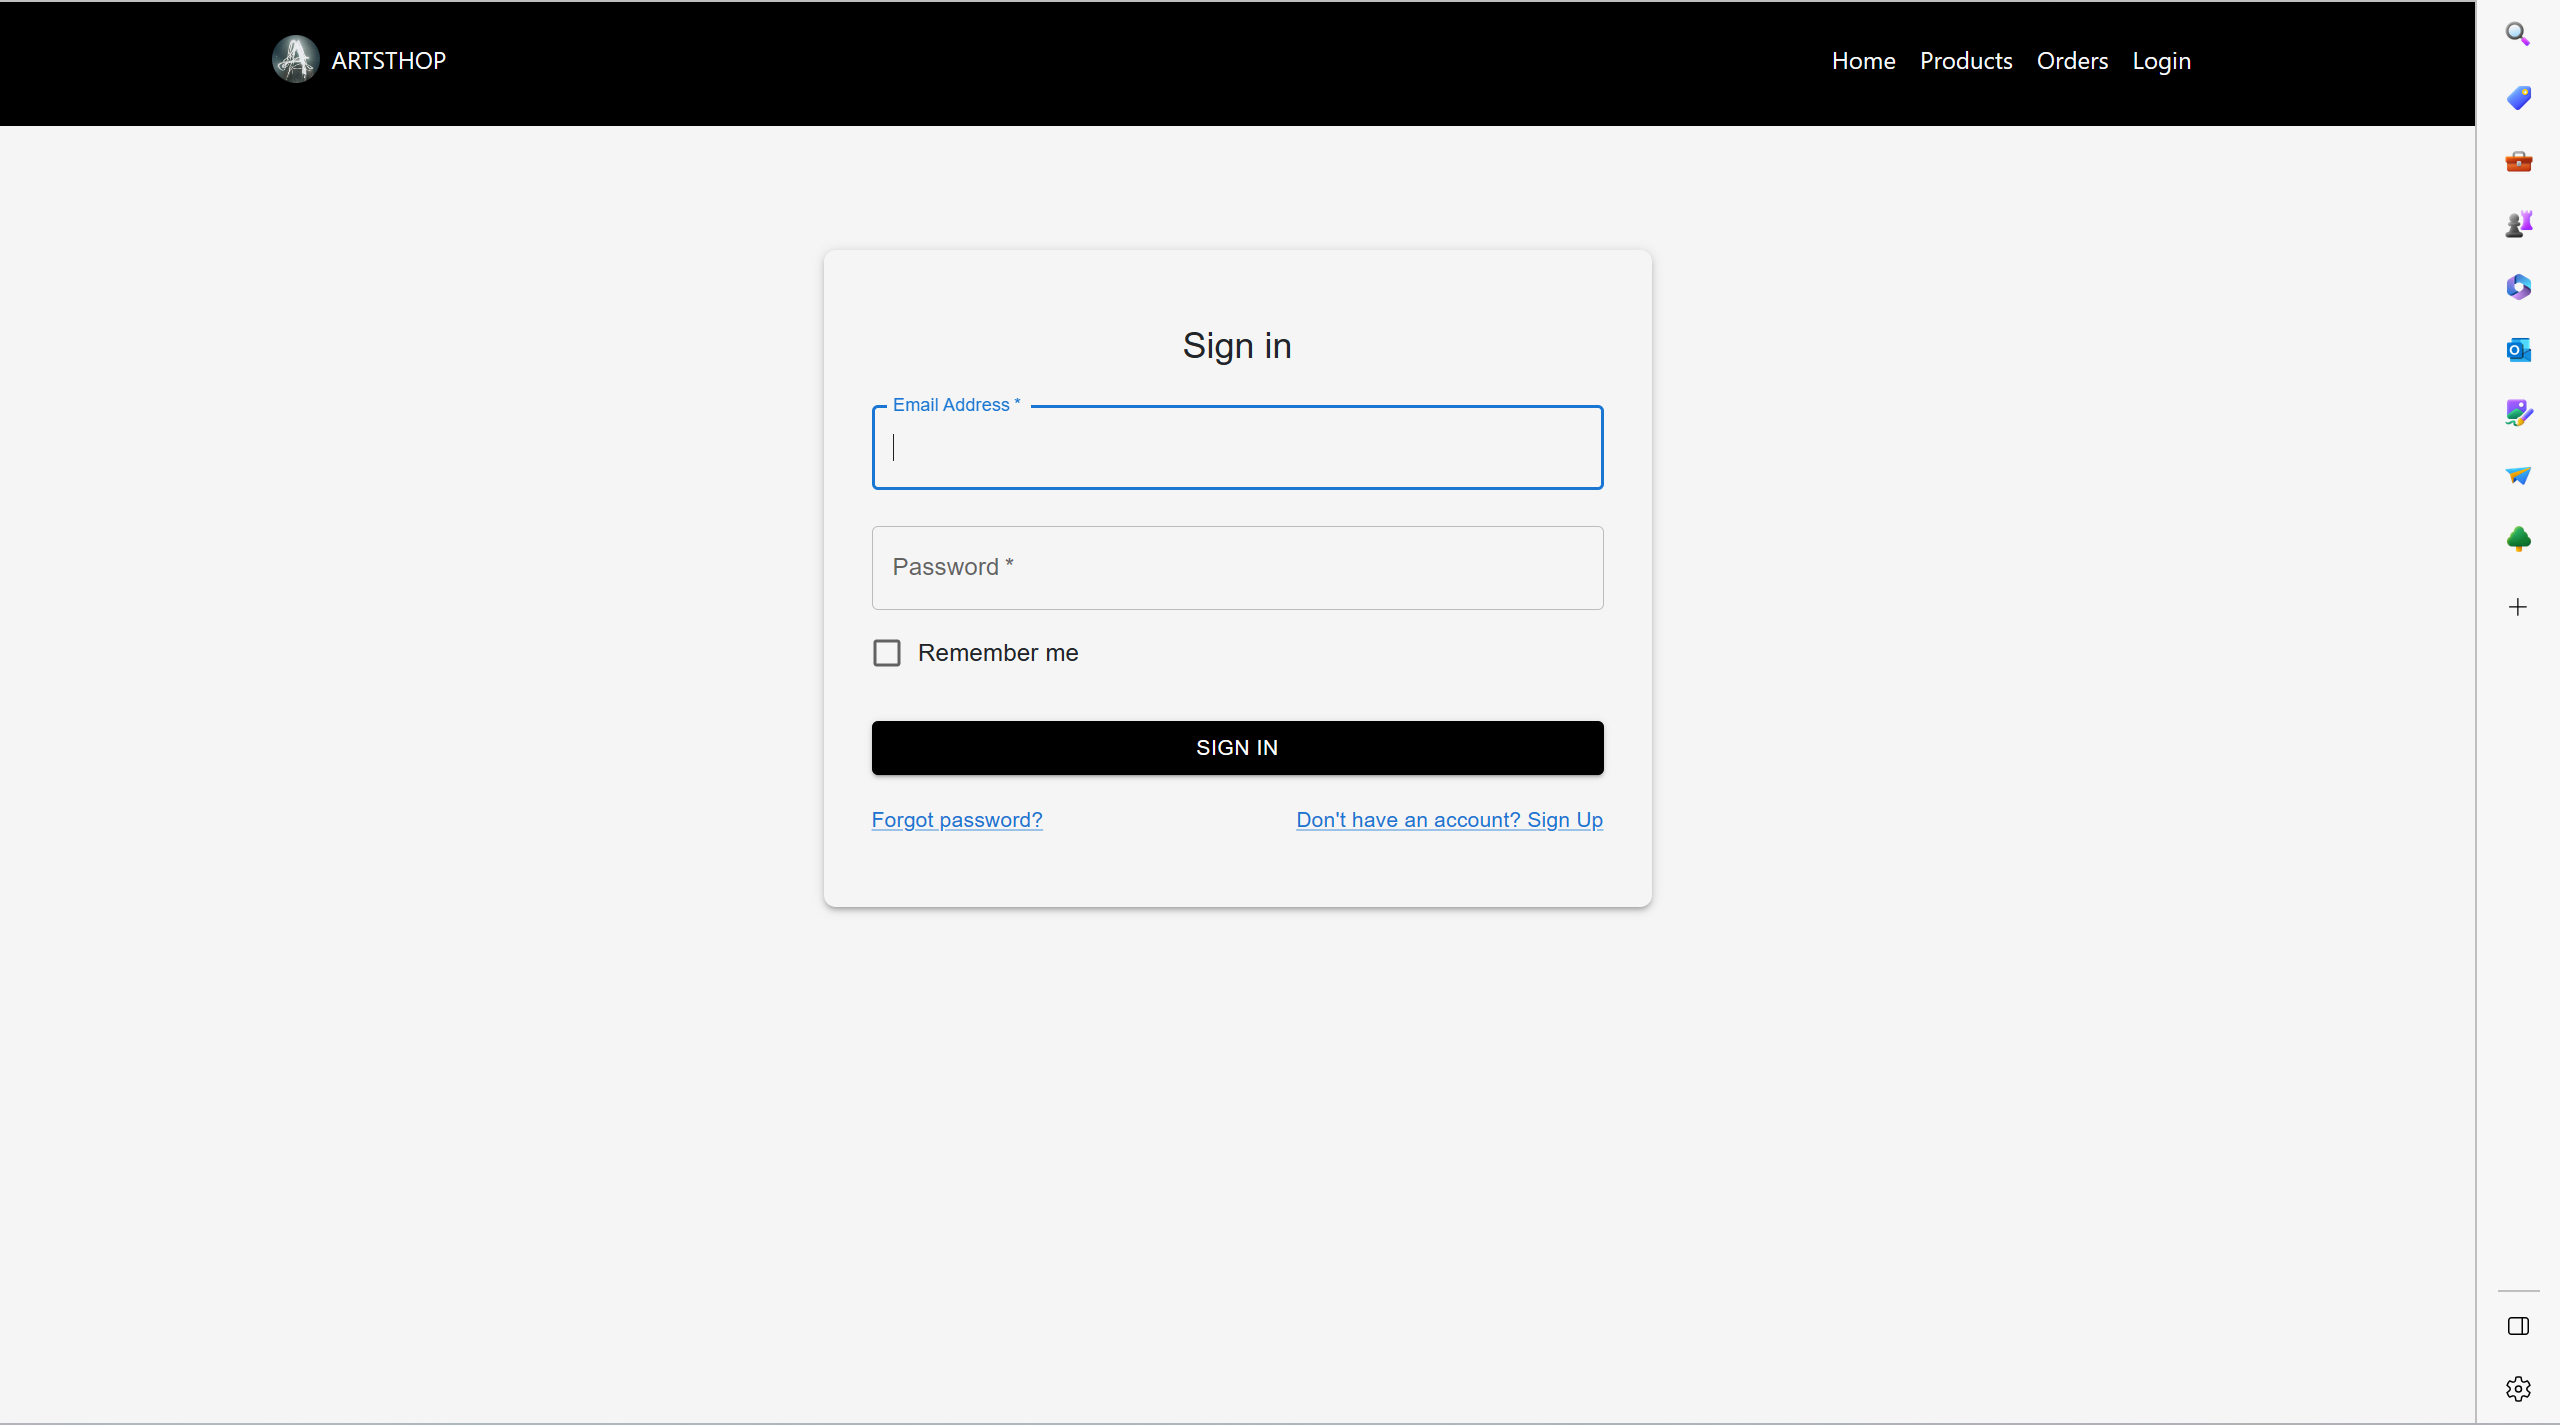 ARTSTHOP
Home Products Orders Login
Sign in
Email Address *
Password *
Remember me
SIGN IN
Forgot password? Don't have an account? Sign Up